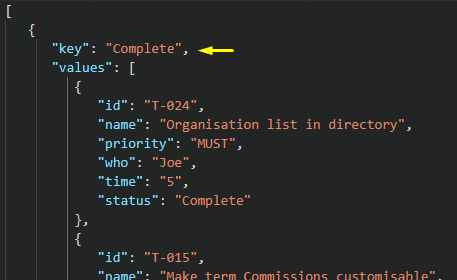 [
{
"key": "Complete",
"values": [
{
"id": "T-024",
"name": "Organisation list in directory",
"priority": "MUST",
"who": "Joe",
"time": "5",
"status": "Complete"
},
{
"id": "T-015",
"name": "Make term Commissions customisable",